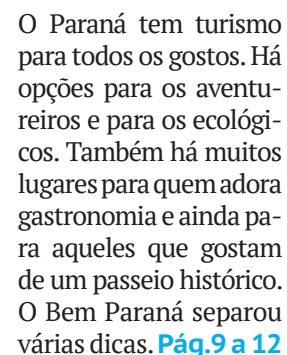 O Paraná tem turismo
para todos os gostos. Há
opções para os aventu-
reiros e para os ecológi-
cos. Também há muitos
lugares para quem adora
gastronomia e ainda pa-
ra aqueles que gostam
de um passeio histórico.
O Bem Paraná separou
várias dicas. Pág.9 a 12